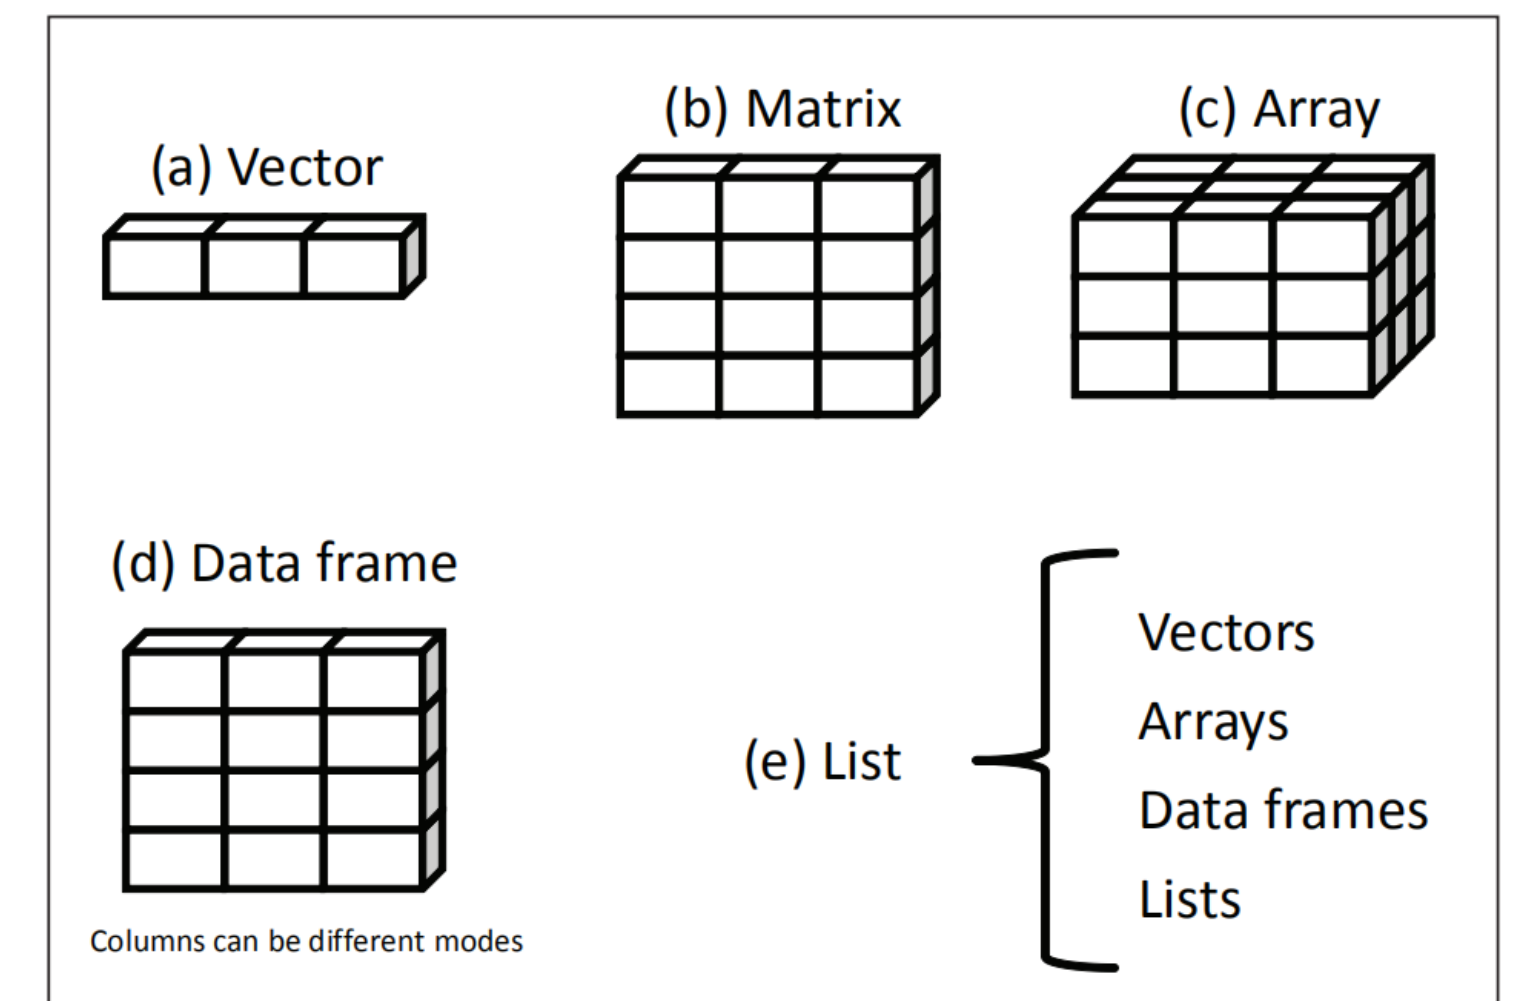 (a) Vector
(b) Matrix
(c) Array
(d) Data frame
Columns can be different modes
(e) List
Vectors
Arrays
Data frames
Lists